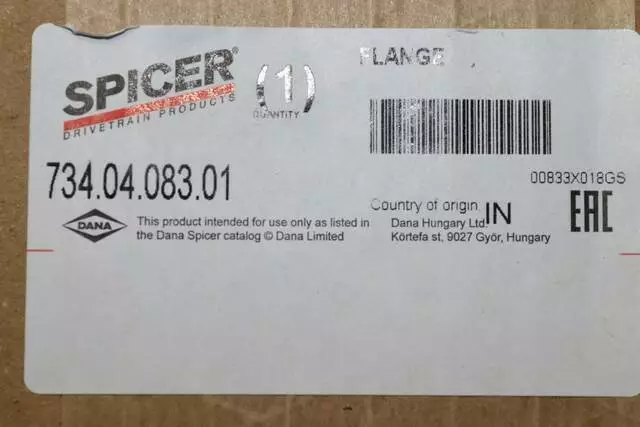 SPICER®
DRIVETRAIN PRODUCTS
(1)
QUANTITY
FLANGE
00833X018GS
734.04.083.01
Country of origin IN
EAC
DANA
This product intended for use only as listed in
the Dana Spicer catalog © Dana Limited
Dana Hungary Ltd.
Körtefa st, 9027 Győr, Hungary